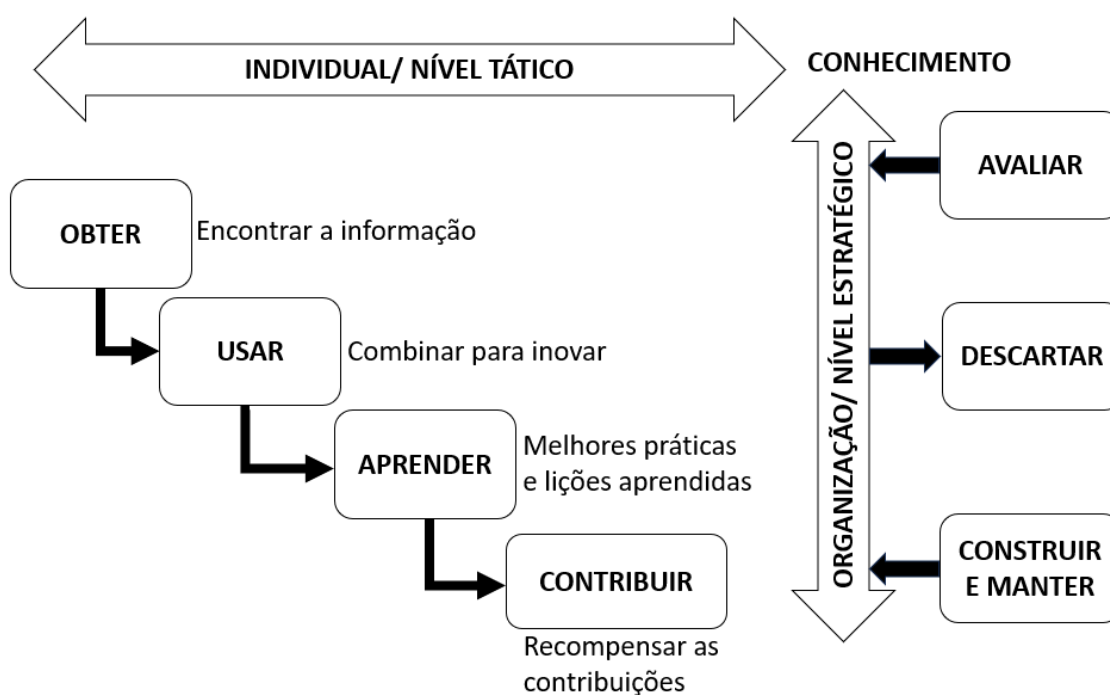 INDIVIDUAL/ NÍVEL TÁTICO
CONHECIMENTO
OBTER
Encontrar a informação
USAR
Combinar para inovar
APRENDER
Melhores práticas
e lições aprendidas
CONTRIBUIR
Recompensar as
contribuições
ORGANIZAÇÃO/ NÍVEL ESTRATÉGICO
AVALIAR
DESCARTAR
CONSTRUIR
E MANTER